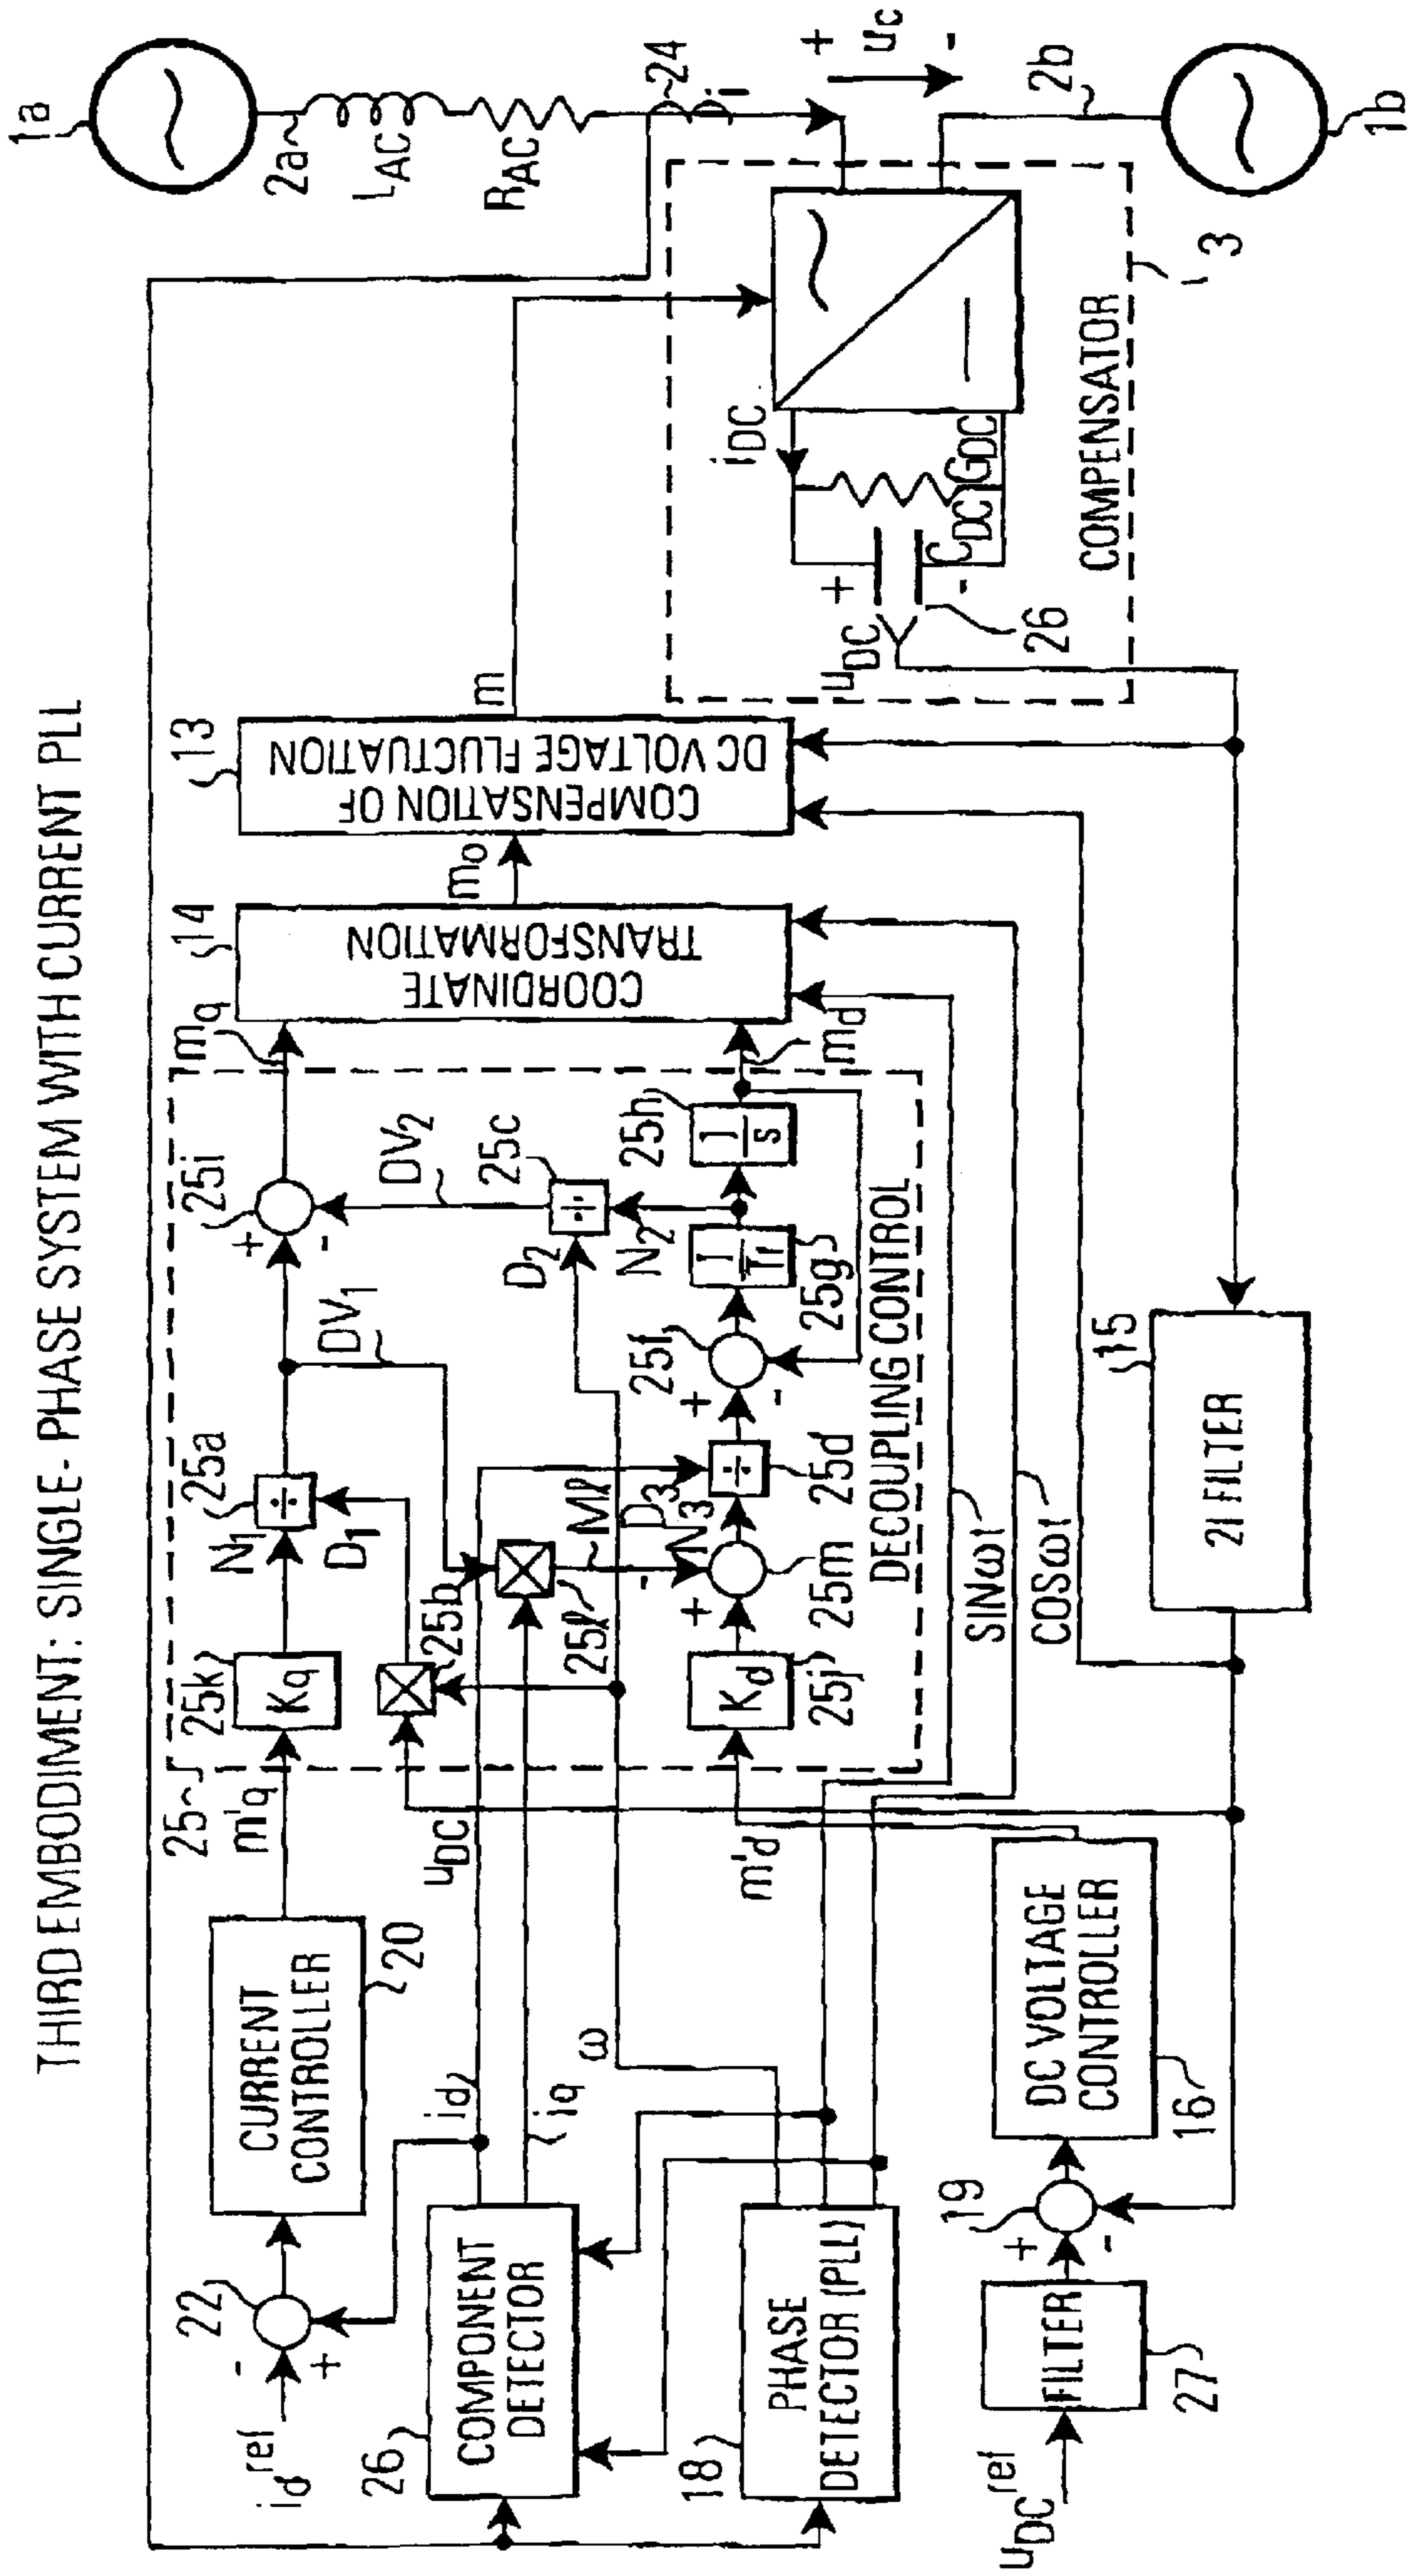 THIRD EMBODIMENT: SINGLE-PHASE SYSTEM WITH CURRENT PLL
id ref
-
+
22
CURRENT
CONTROLLER
20
m'q
25
25k
Kq
N1
25a
÷
D1
DV1
+
-
25i
DV2
mq
14
COORDINATE
TRANSFORMATION
mo
13
COMPENSATION OF
DC VOLTAGE FLUCTUATION
m
1a
2a
LAC
RAC
24
i
+
uc
-
2b
1b
26
COMPONENT
DETECTOR
id
iq
uDC
25b
25ℓ
Mℓ
D3
N3
-
+
25m
÷
25d
+
-
25f
D2
25c
÷
N2
1
Tf
25g
25h
1
s
md
Kd
25j
m'd
DECOUPLING CONTROL
18
PHASE
DETECTOR (PLL)
ω
SINωt
COSωt
uDC ref
FILTER
27
+
-
19
DC VOLTAGE
CONTROLLER
16
15
2f FILTER
iDC
GDC
CDC
+
-
uDC
26
COMPENSATOR
3